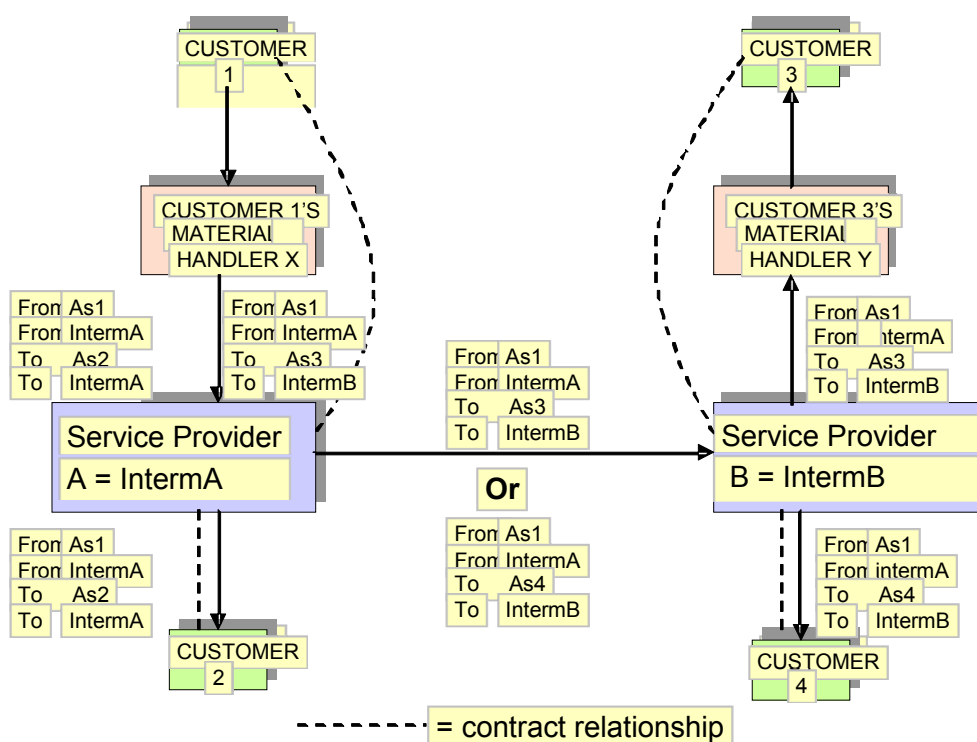 CUSTOMER
1
CUSTOMER
3
CUSTOMER 1'S
MATERIAL
HANDLER X
CUSTOMER 3'S
MATERIAL
HANDLER Y
From As1
From IntermA
To As2
To IntermA
From As1
From IntermA
To As3
To IntermB
From As1
From IntermA
To As3
To IntermB
From As1
From IntermA
To As3
To IntermB
Service Provider
A = IntermA
Service Provider
B = IntermB
Or
From As1
From IntermA
To As2
To IntermA
From As1
From IntermA
To As4
To IntermB
From As1
From intermA
To As4
To IntermB
CUSTOMER
2
CUSTOMER
4
= contract relationship